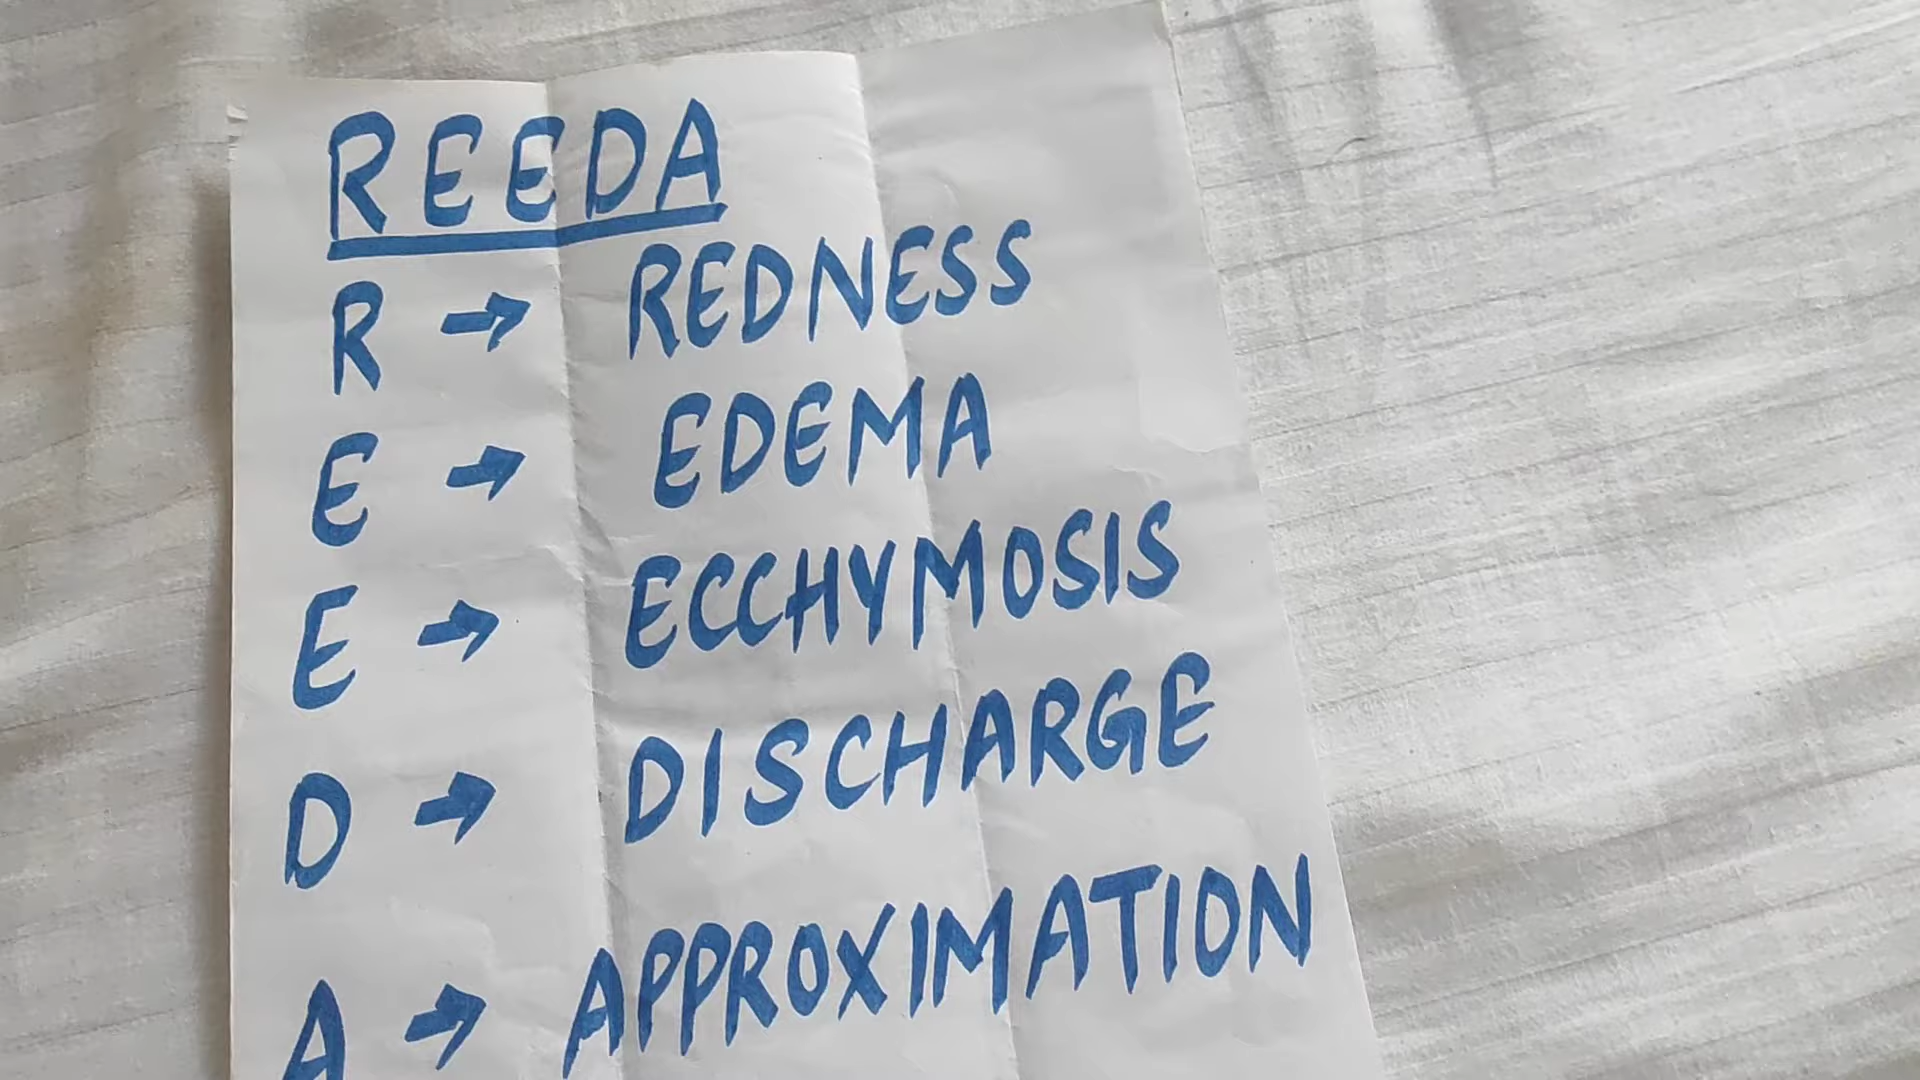 REEDA
R → REDNESS
E → EDEMA
E → ECCHYMOSIS
D → DISCHARGE
A → APPROXIMATION